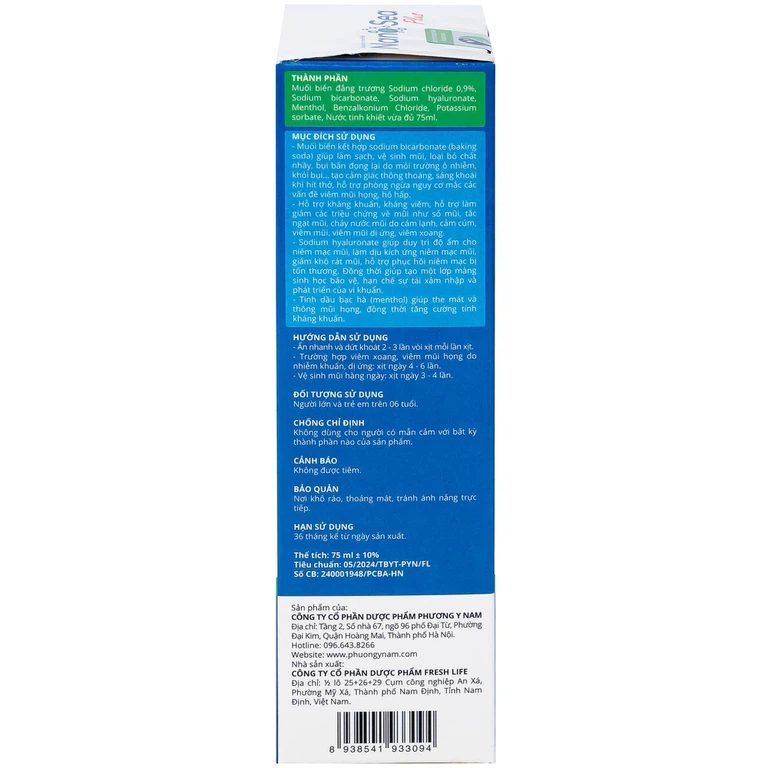 Nano Sea
Plus
THÀNH PHẦN
Muối biển đẳng trương Sodium chloride 0,9%,
Sodium bicarbonate, Sodium hyaluronate,
Menthol, Benzalkonium Chloride, Potassium
sorbate, Nước tinh khiết vừa đủ 75ml.
MỤC ĐÍCH SỬ DỤNG
- Muối biển kết hợp sodium bicarbonate (baking
soda) giúp làm sạch, vệ sinh mũi, loại bỏ chất
nhầy, bụi bẩn đọng lại do môi trường ô nhiễm,
khói bụi... tạo cảm giác thông thoáng, sảng khoái
khi hít thở, hỗ trợ phòng ngừa nguy cơ mắc các
vấn đề viêm mũi họng, hô hấp.
- Hỗ trợ kháng khuẩn, kháng viêm, hỗ trợ làm
giảm các triệu chứng về mũi như sổ mũi, tắc
ngạt mũi, chảy nước mũi do cảm lạnh, cảm cúm,
viêm mũi, viêm mũi dị ứng, viêm xoang.
- Sodium hyaluronate giúp duy trì độ ẩm cho
niêm mạc mũi, làm dịu kích ứng niêm mạc mũi,
giảm khô rát mũi, hỗ trợ phục hồi niêm mạc bị
tổn thương. Đồng thời giúp tạo một lớp màng
sinh học bảo vệ, hạn chế sự tái xâm nhập và
phát triển của vi khuẩn.
- Tinh dầu bạc hà (menthol) giúp the mát và
thông mũi họng, đồng thời tăng cường tính
kháng khuẩn.
HƯỚNG DẪN SỬ DỤNG
- Ấn nhanh và dứt khoát 2 - 3 lần vòi xịt mỗi lần xịt.
- Trường hợp viêm xoang, viêm mũi họng do
nhiễm khuẩn, dị ứng: xịt ngày 4 - 6 lần.
- Vệ sinh mũi hàng ngày: xịt ngày 3 - 4 lần.
ĐỐI TƯỢNG SỬ DỤNG
Người lớn và trẻ em trên 06 tuổi.
CHỐNG CHỈ ĐỊNH
Không dùng cho người có mẫn cảm với bất kỳ
thành phần nào của sản phẩm.
CẢNH BÁO
Không được tiêm.
BẢO QUẢN
Nơi khô ráo, thoáng mát, tránh ánh nắng trực
tiếp.
HẠN SỬ DỤNG
36 tháng kể từ ngày sản xuất.
Thể tích: 75 ml ± 10%
Tiêu chuẩn: 05/2024/TBYT-PYN/FL
Số CB: 240001948/PCBA-HN
Sản phẩm của:
CÔNG TY CỔ PHẦN DƯỢC PHẨM PHƯƠNG Y NAM
Địa chỉ: Tầng 2, Số nhà 67, ngõ 96 phố Đại Từ, Phường
Đại Kim, Quận Hoàng Mai, Thành phố Hà Nội.
Hotline: 096.643.8266
Website: www.phuongynam.com
Nhà sản xuất:
CÔNG TY CỔ PHẦN DƯỢC PHẨM FRESH LIFE
Địa chỉ: ½ lô 25+26+29 Cụm công nghiệp An Xá,
Phường Mỹ Xá, Thành phố Nam Định, Tỉnh Nam
Định, Việt Nam.
8 938541 933094